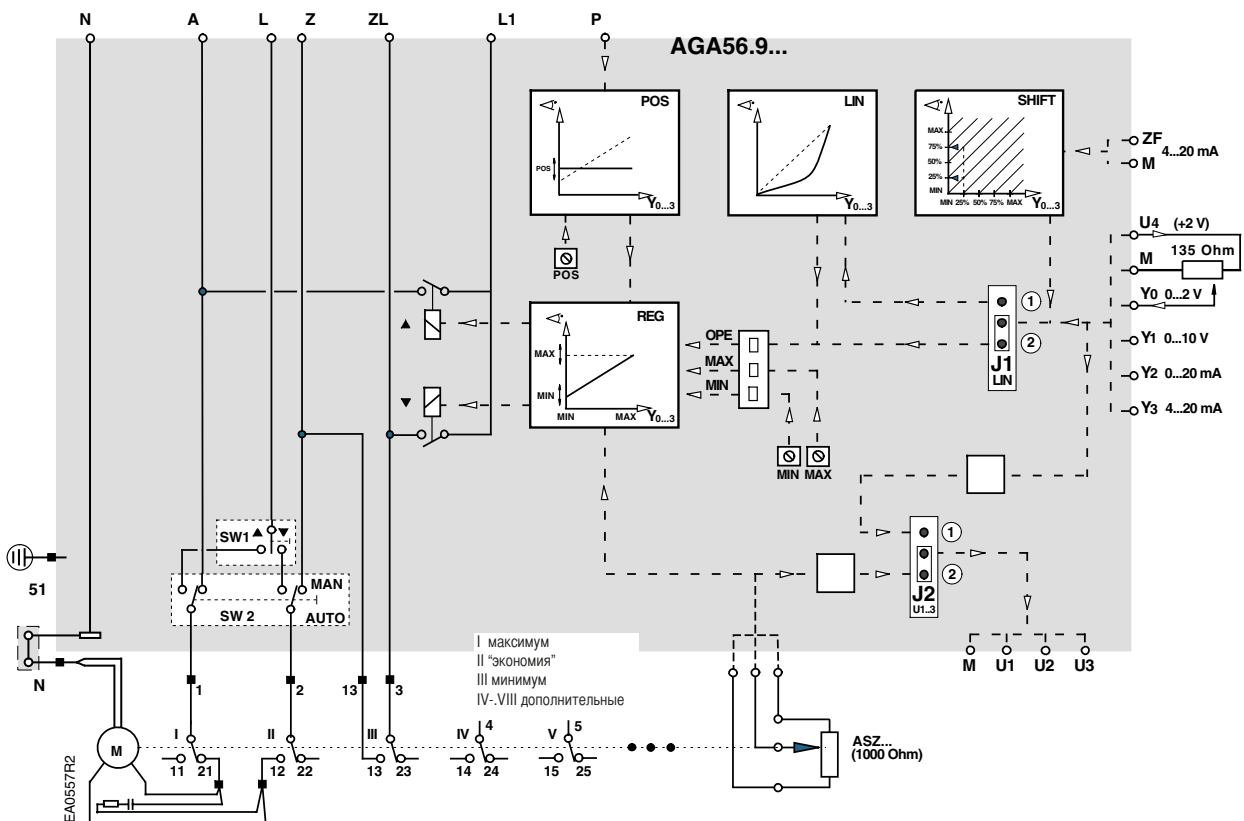 N A L Z ZL L1 P
AGA56.9...
POS
POS
Y0...3
POS
LIN
Y0...3
SHIFT
MAX
75%
50%
25%
MIN
MIN 25% 50% 75% MAX
Y0...3
ZF
4...20 mA
M
U4 (+2 V)
135 Ohm
M
Y0 0...2 V
Y1 0...10 V
Y2 0...20 mA
Y3 4...20 mA
REG
MAX
MIN
MIN MAX Y0...3
OPE
MAX
MIN
MIN MAX
1
2
J1
LIN
1
2
J2
U1..3
SW1
MAN
SW 2 AUTO
51
N
I максимум
II “экономия”
III минимум
IV-.VIII дополнительные
M U1 U2 U3
1 2 13 3
I II III IV 4 V 5
M
11 21 12 22 13 23 14 24 15 25
ASZ...
(1000 Ohm)
EA0557R2